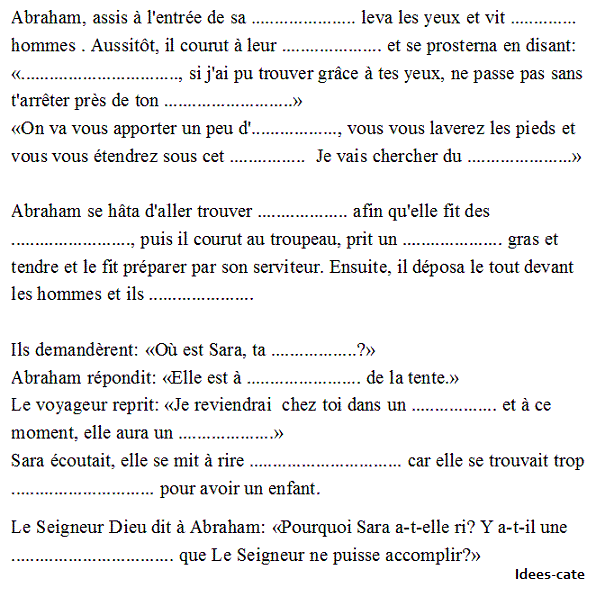 Abraham, assis à l'entrée de sa ...................... leva les yeux et vit ..............
hommes . Aussitôt, il courut à leur ..................... et se prosterna en disant:
«................................., si j'ai pu trouver grâce à tes yeux, ne passe pas sans
t'arrêter près de ton ...........................»
«On va vous apporter un peu d'.................., vous vous laverez les pieds et
vous vous étendrez sous cet ................ Je vais chercher du ......................»
Abraham se hâta d'aller trouver ................... afin qu'elle fit des
........................., puis il courut au troupeau, prit un ..................... gras et
tendre et le fit préparer par son serviteur. Ensuite, il déposa le tout devant
les hommes et ils ......................
Ils demandèrent: «Où est Sara, ta ..................?»
Abraham répondit: «Elle est à ........................ de la tente.»
Le voyageur reprit: «Je reviendrai chez toi dans un .................. et à ce
moment, elle aura un ....................»
Sara écoutait, elle se mit à rire ................................ car elle se trouvait trop
.............................. pour avoir un enfant.
Le Seigneur Dieu dit à Abraham: «Pourquoi Sara a-t-elle ri? Y a-t-il une
.................................. que Le Seigneur ne puisse accomplir?»
Idees-cate